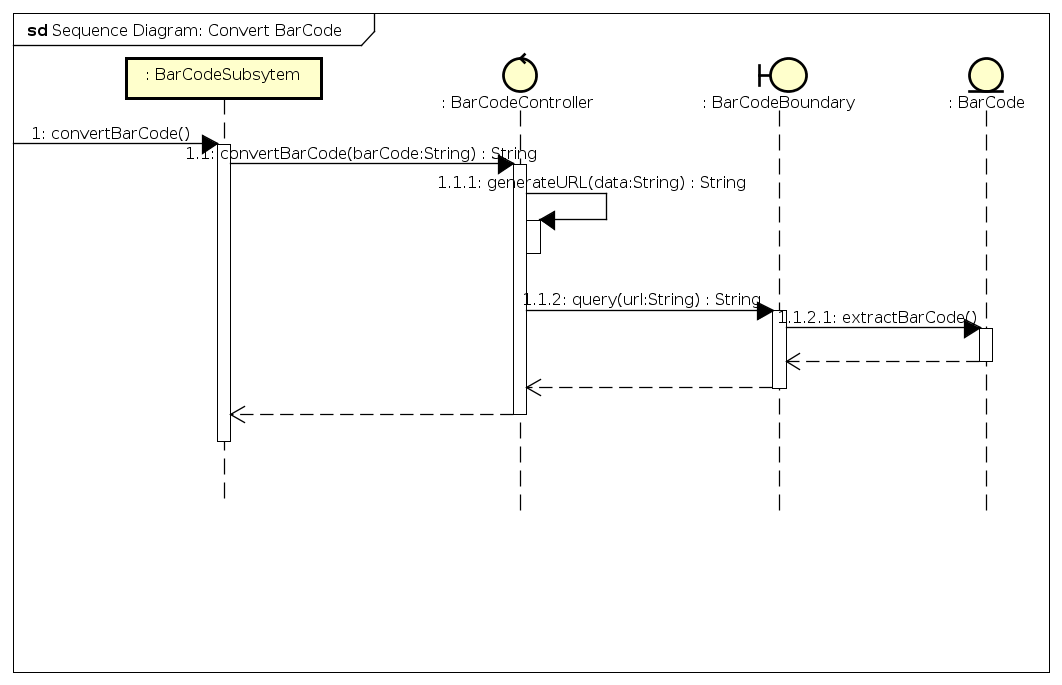 sd Sequence Diagram: Convert BarCode
: BarCodeSubsytem
: BarCodeController
: BarCodeBoundary
: BarCode
1: convertBarCode()
1.1: convertBarCode(barCode:String) : String
1.1.1: generateURL(data:String) : String
1.1.2: query(url:String) : String
1.1.2.1: extractBarCode()